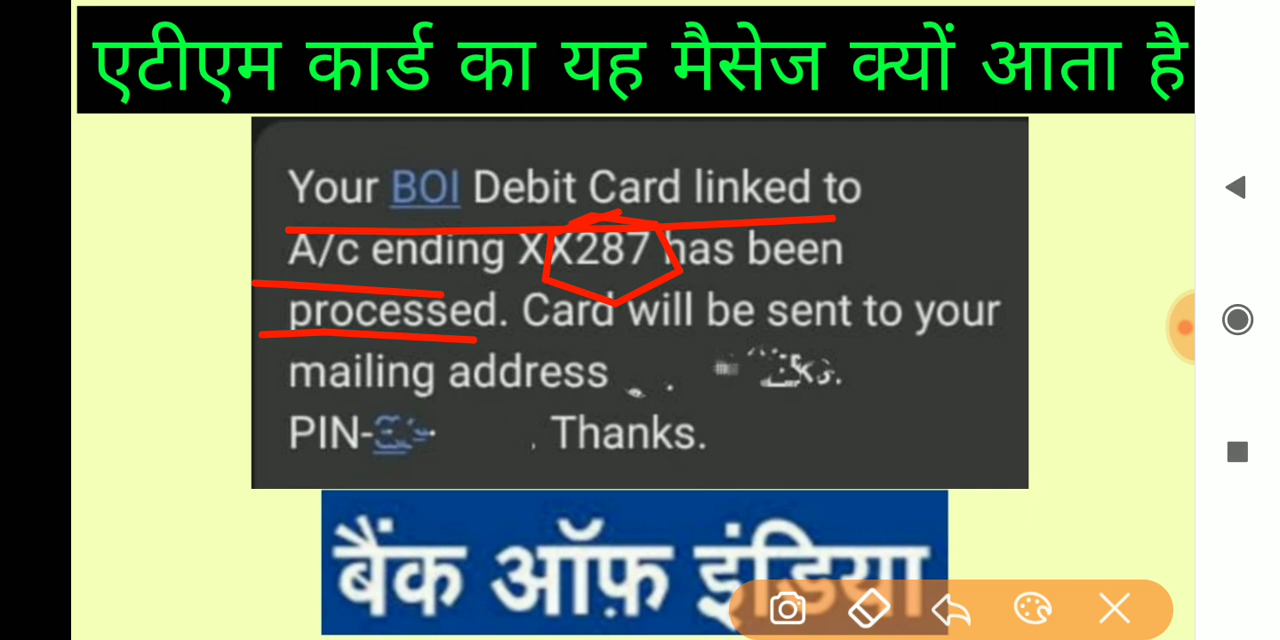 एटीएम कार्ड का यह मैसेज क्यों आता है
Your BOI Debit Card linked to
A/c ending XX287 has been
processed. Card will be sent to your
mailing address
PIN- . Thanks.
बैंक ऑफ़ इंडिया